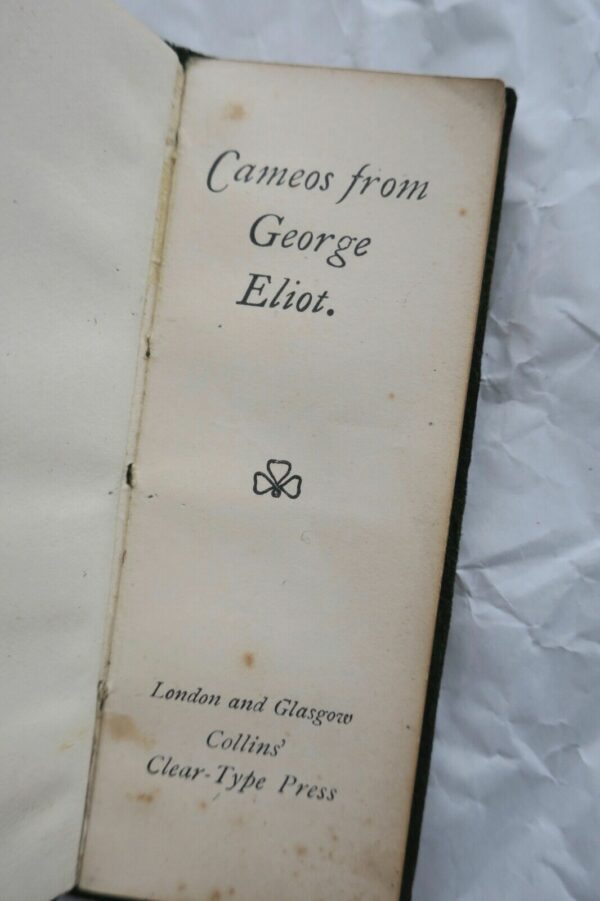 Cameos from
George
Eliot.
London and Glasgow
Collins'
Clear-Type Press